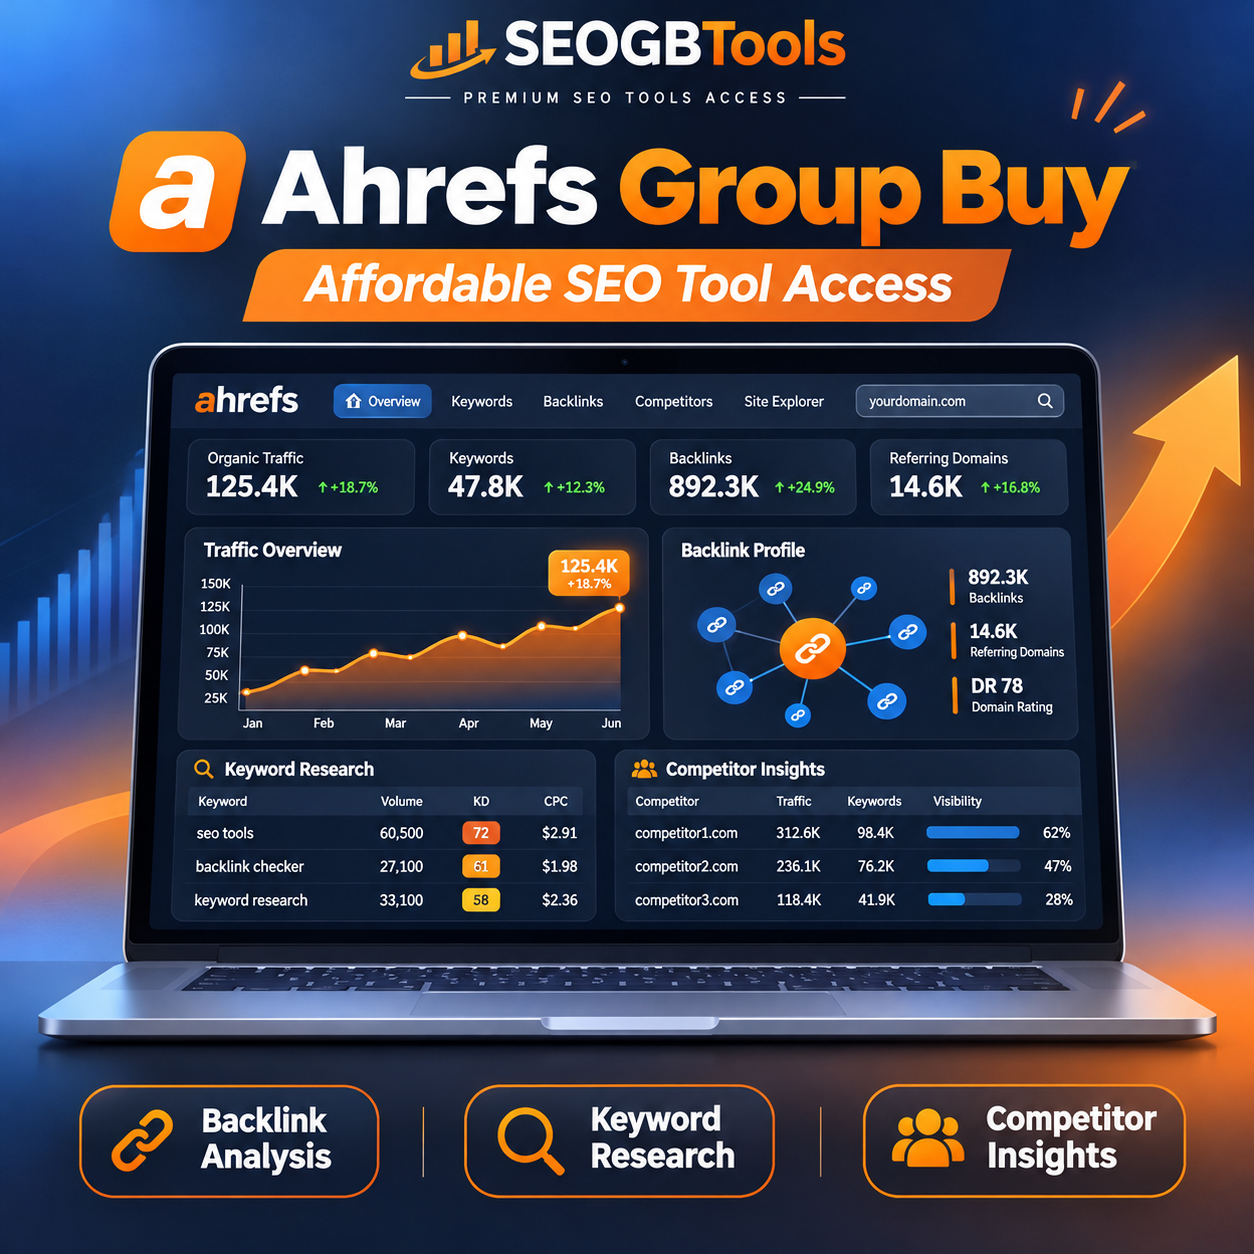 SEOGBTools
PREMIUM SEO TOOLS ACCESS
a Ahrefs Group Buy
Affordable SEO Tool Access
ahrefs Overview Keywords Backlinks Competitors Site Explorer yourdomain.com
Organic Traffic
125.4K ↑+18.7%
Keywords
47.8K ↑+12.3%
Backlinks
892.3K ↑+24.9%
Referring Domains
14.6K ↑+16.8%
Traffic Overview
125.4K
+18.7%
150K
125K
100K
75K
50K
25K
Jan Feb Mar Apr May Jun
Backlink Profile
892.3K
Backlinks
14.6K
Referring Domains
DR 78
Domain Rating
Keyword Research
Keyword Volume KD CPC
seo tools 60,500 72 $2.91
backlink checker 27,100 61 $1.98
keyword research 33,100 58 $2.36
Competitor Insights
Competitor Traffic Keywords Visibility
competitor1.com 312.6K 98.4K 62%
competitor2.com 236.1K 76.2K 47%
competitor3.com 118.4K 41.9K 28%
Backlink
Analysis
Keyword
Research
Competitor
Insights